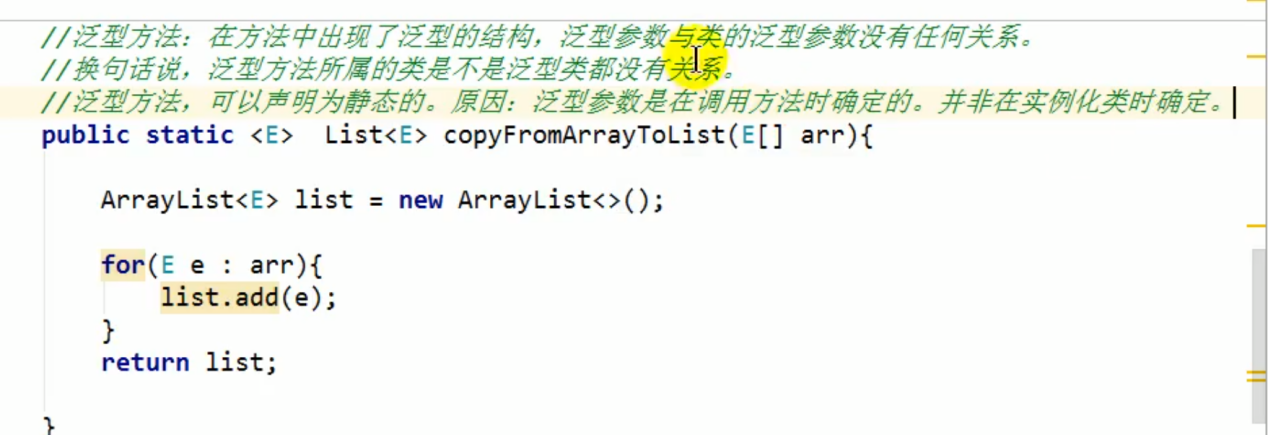 //泛型方法：在方法中出现了泛型的结构，泛型参数与类的泛型参数没有任何关系。
//换句话说，泛型方法所属的类是不是泛型类都没有关系。
//泛型方法，可以声明为静态的。原因：泛型参数是在调用方法时确定的。并非在实例化类时确定。
public static <E>  List<E> copyFromArrayToList(E[] arr){
ArrayList<E> list = new ArrayList<>();
for(E e : arr){
list.add(e);
}
return list;
}